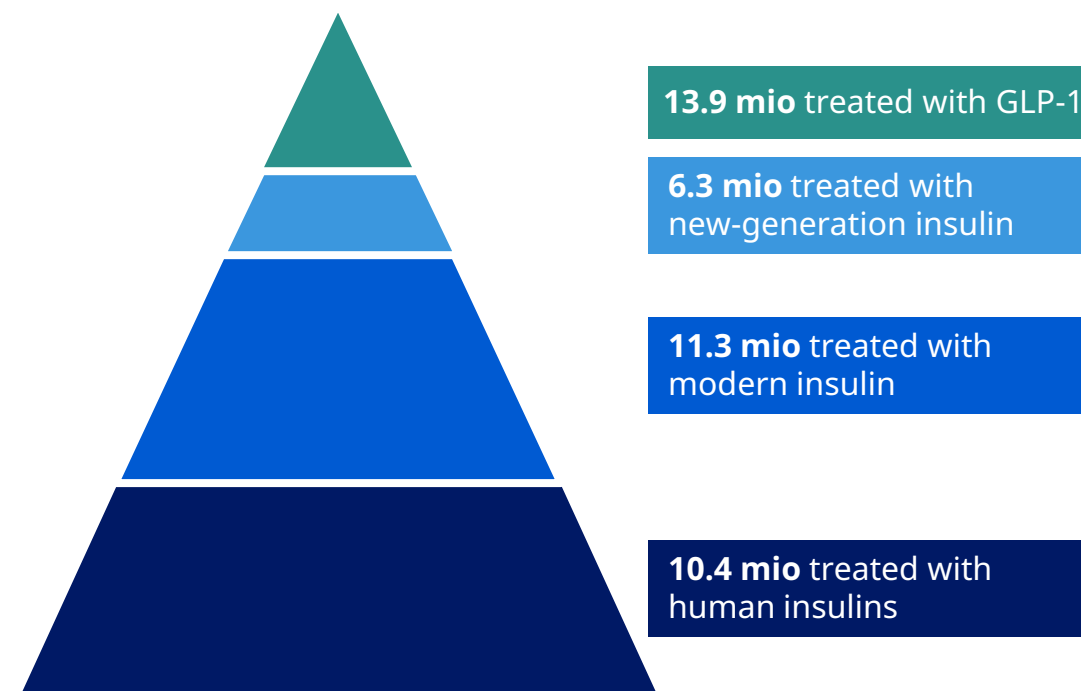 13.9 mio treated with GLP-1
6.3 mio treated with
new-generation insulin
11.3 mio treated with
modern insulin
10.4 mio treated with
human insulins